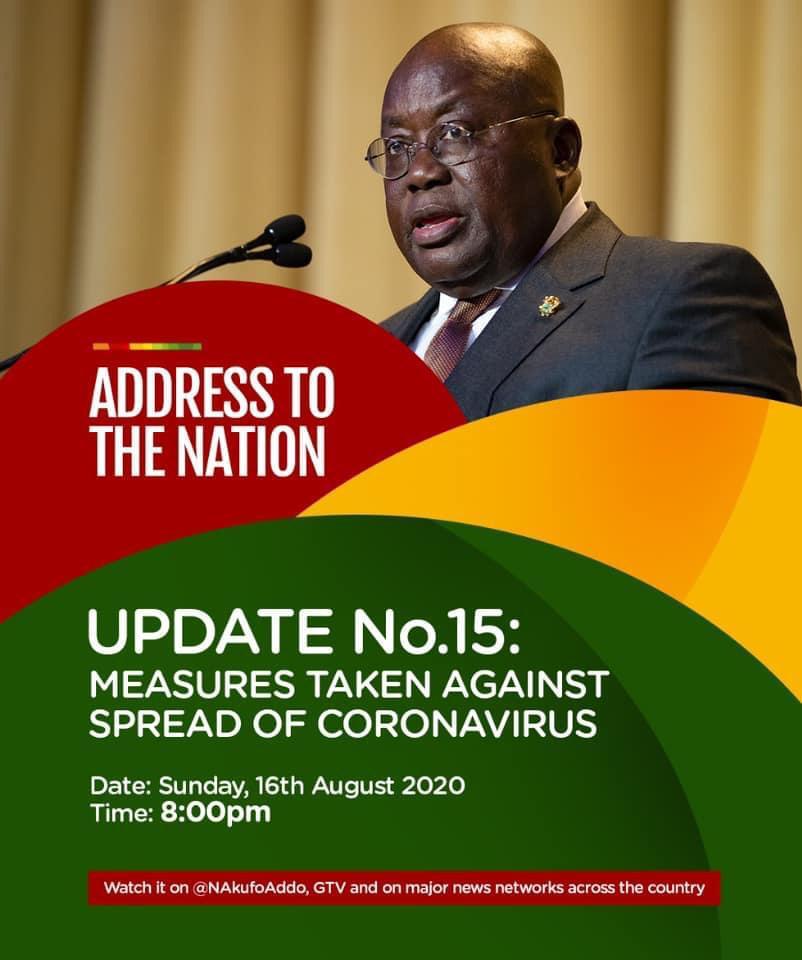 ADDRESS TO
THE NATION
UPDATE No.15:
MEASURES TAKEN AGAINST
SPREAD OF CORONAVIRUS
Date: Sunday, 16th August 2020
Time: 8:00pm
Watch it on @NAkufoAddo, GTV and on major news networks across the country